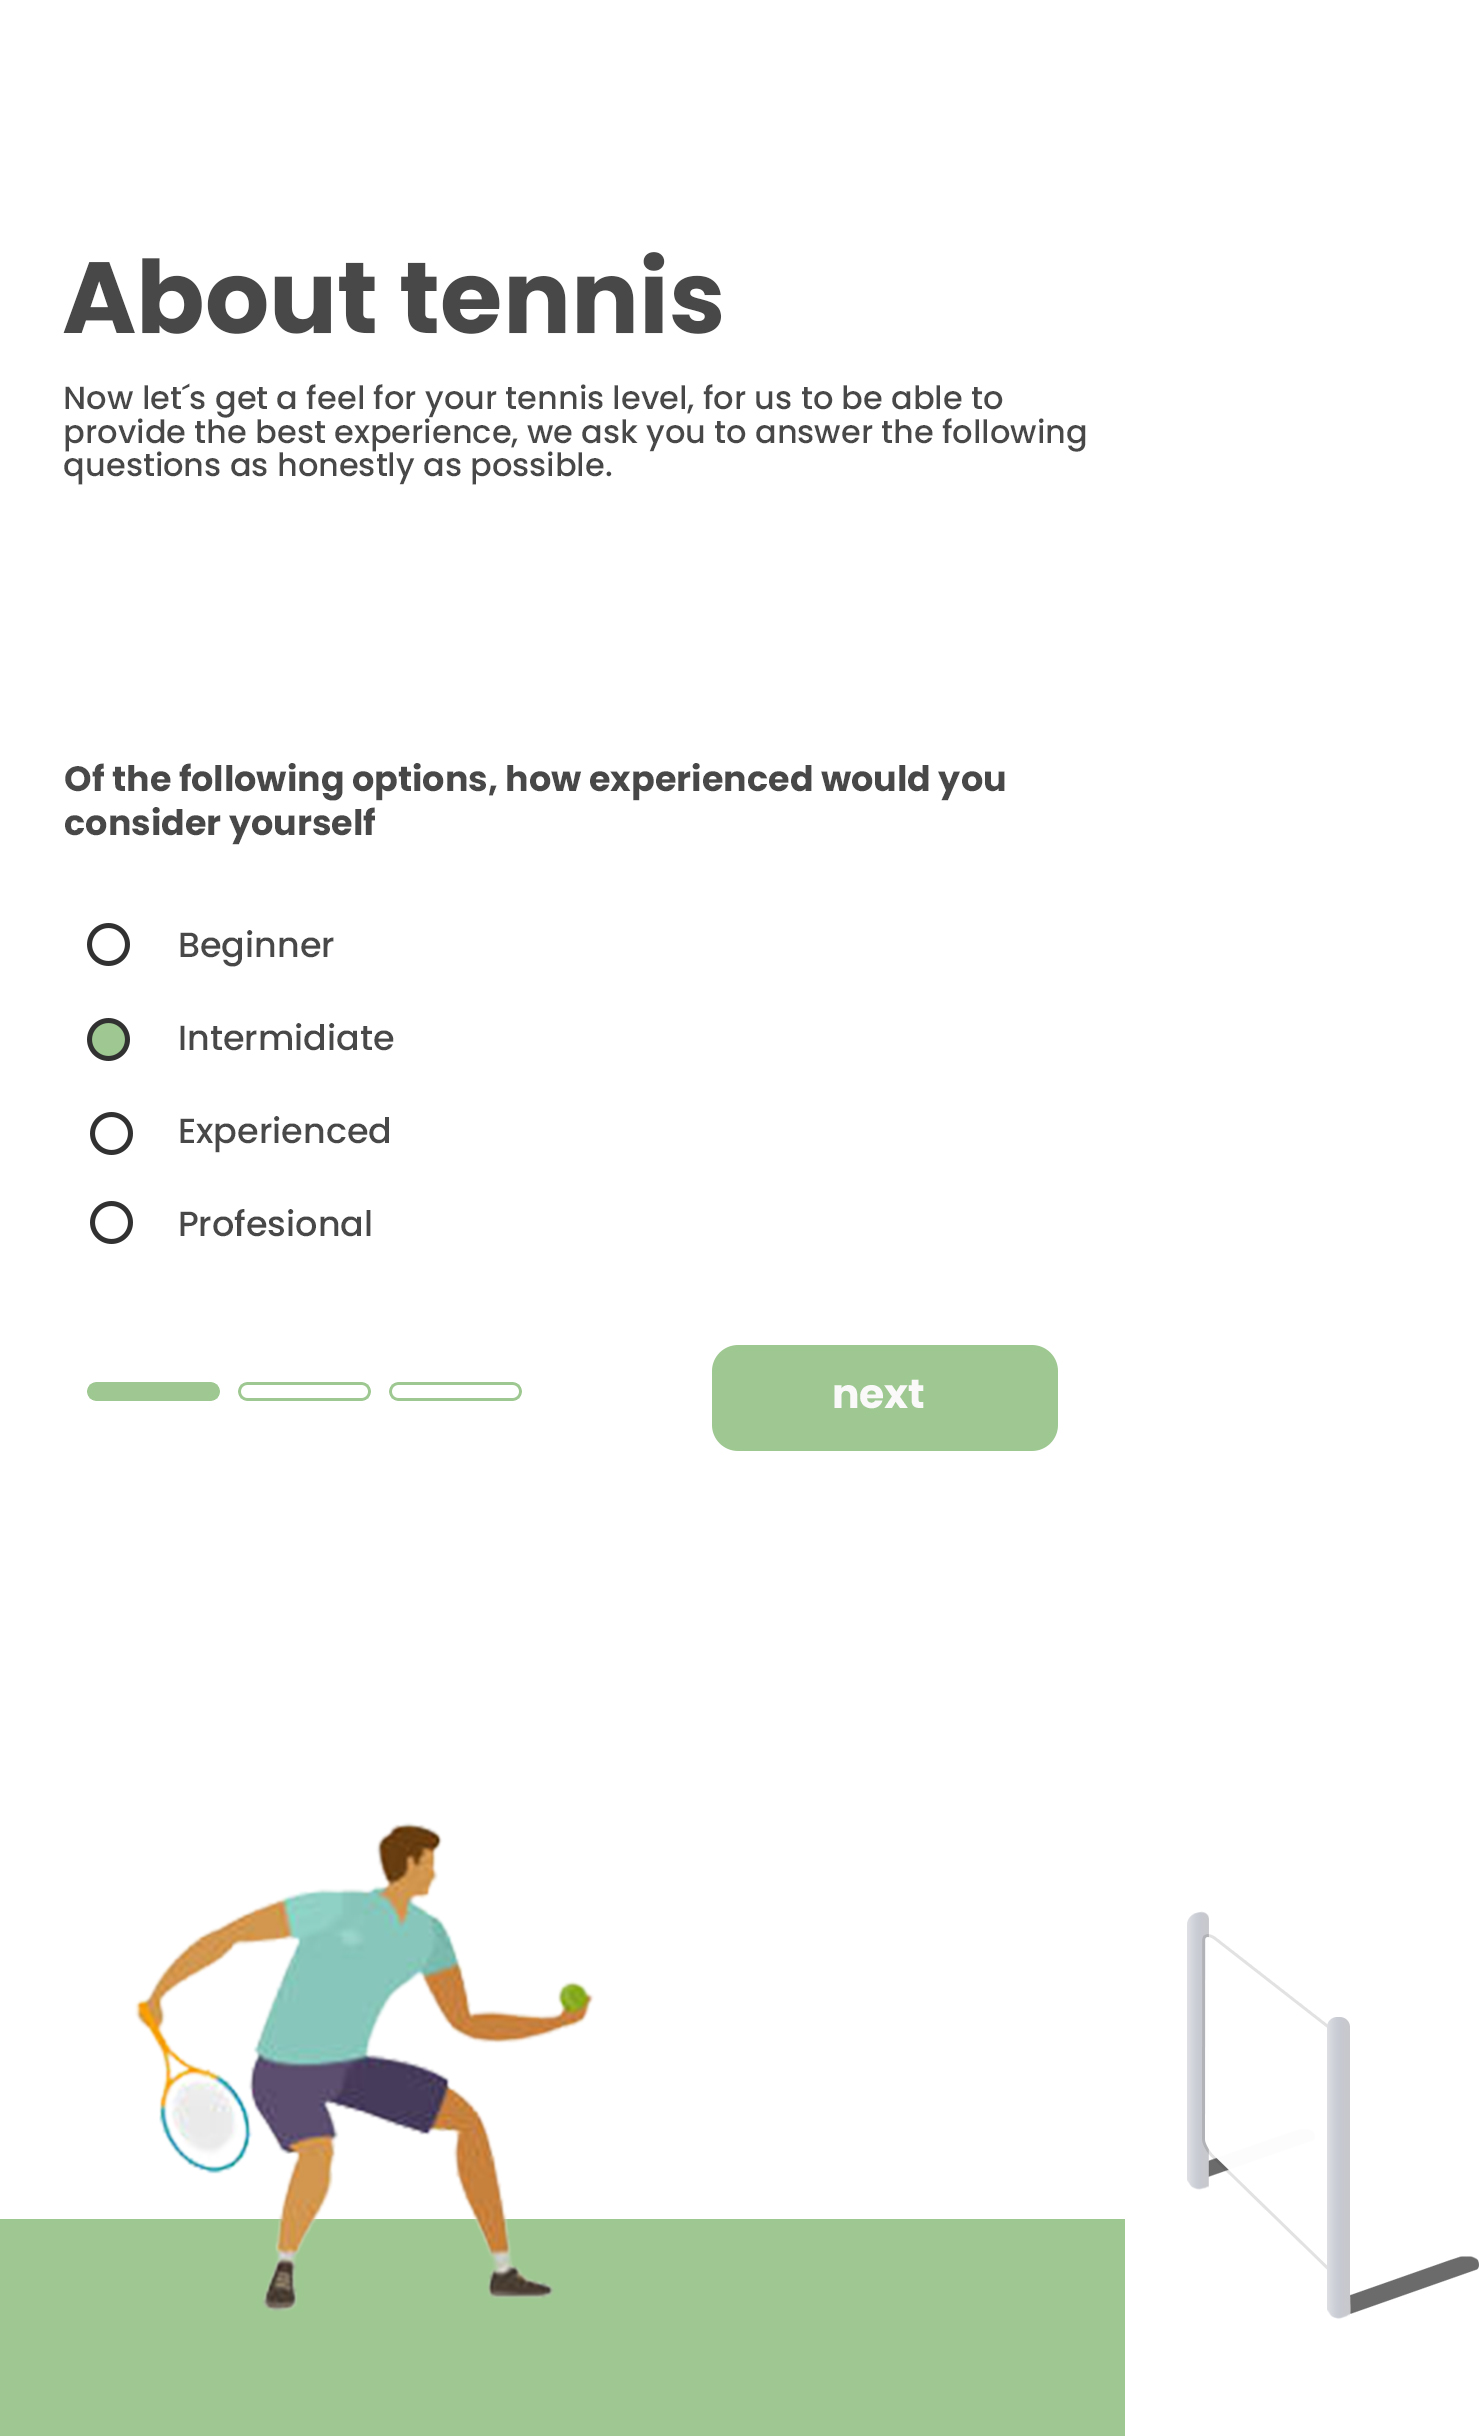 About tennis
Now let´s get a feel for your tennis level, for us to be able to
provide the best experience, we ask you to answer the following
questions as honestly as possible.
Of the following options, how experienced would you
consider yourself
Beginner
Intermidiate
Experienced
Profesional
next